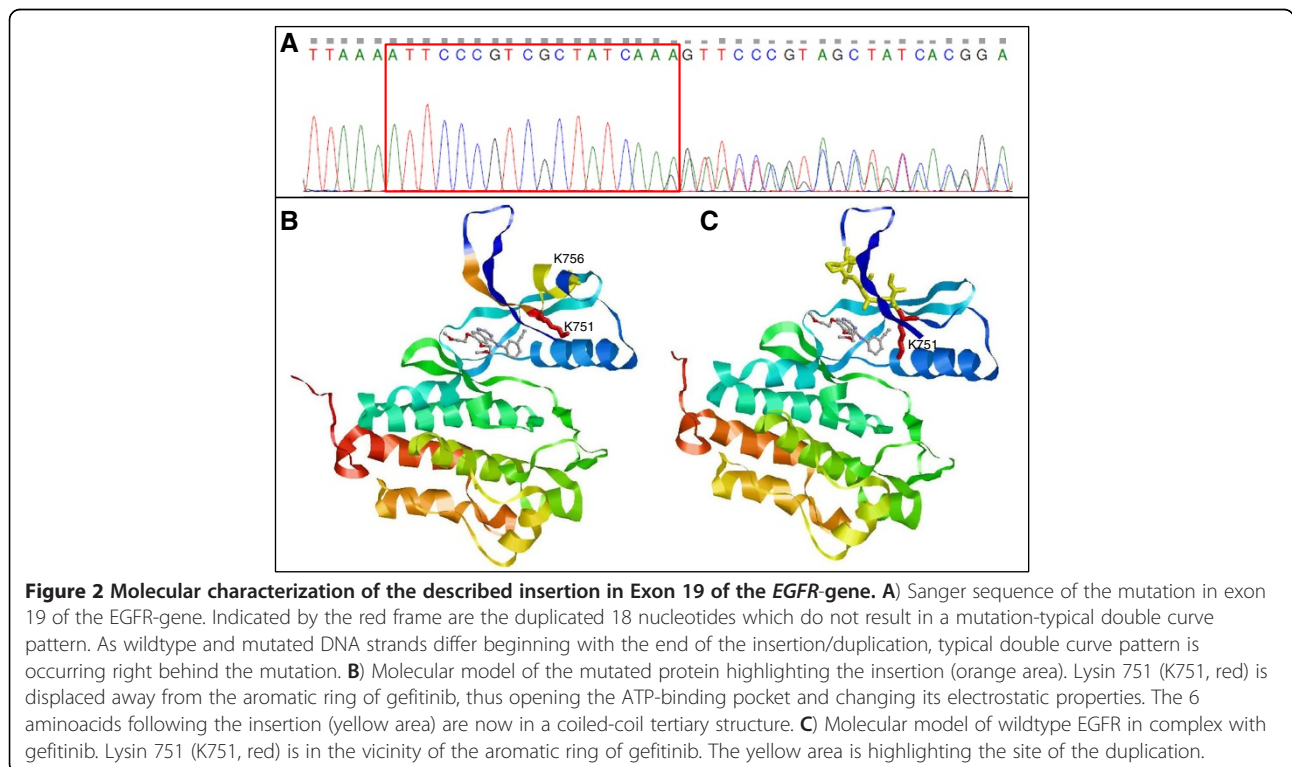 A
TTAAAATTCCCGTCGCTATCAAAGTTCCCGTAGCTATCACGGA
B
C
K756
K751
K751
Figure 2 Molecular characterization of the described insertion in Exon 19 of the EGFR-gene. A) Sanger sequence of the mutation in exon
19 of the EGFR-gene. Indicated by the red frame are the duplicated 18 nucleotides which do not result in a mutation-typical double curve
pattern. As wildtype and mutated DNA strands differ beginning with the end of the insertion/duplication, typical double curve pattern is
occurring right behind the mutation. B) Molecular model of the mutated protein highlighting the insertion (orange area). Lysin 751 (K751, red) is
displaced away from the aromatic ring of gefitinib, thus opening the ATP-binding pocket and changing its electrostatic properties. The 6
aminoacids following the insertion (yellow area) are now in a coiled-coil tertiary structure. C) Molecular model of wildtype EGFR in complex with
gefitinib. Lysin 751 (K751, red) is in the vicinity of the aromatic ring of gefitinib. The yellow area is highlighting the site of the duplication.